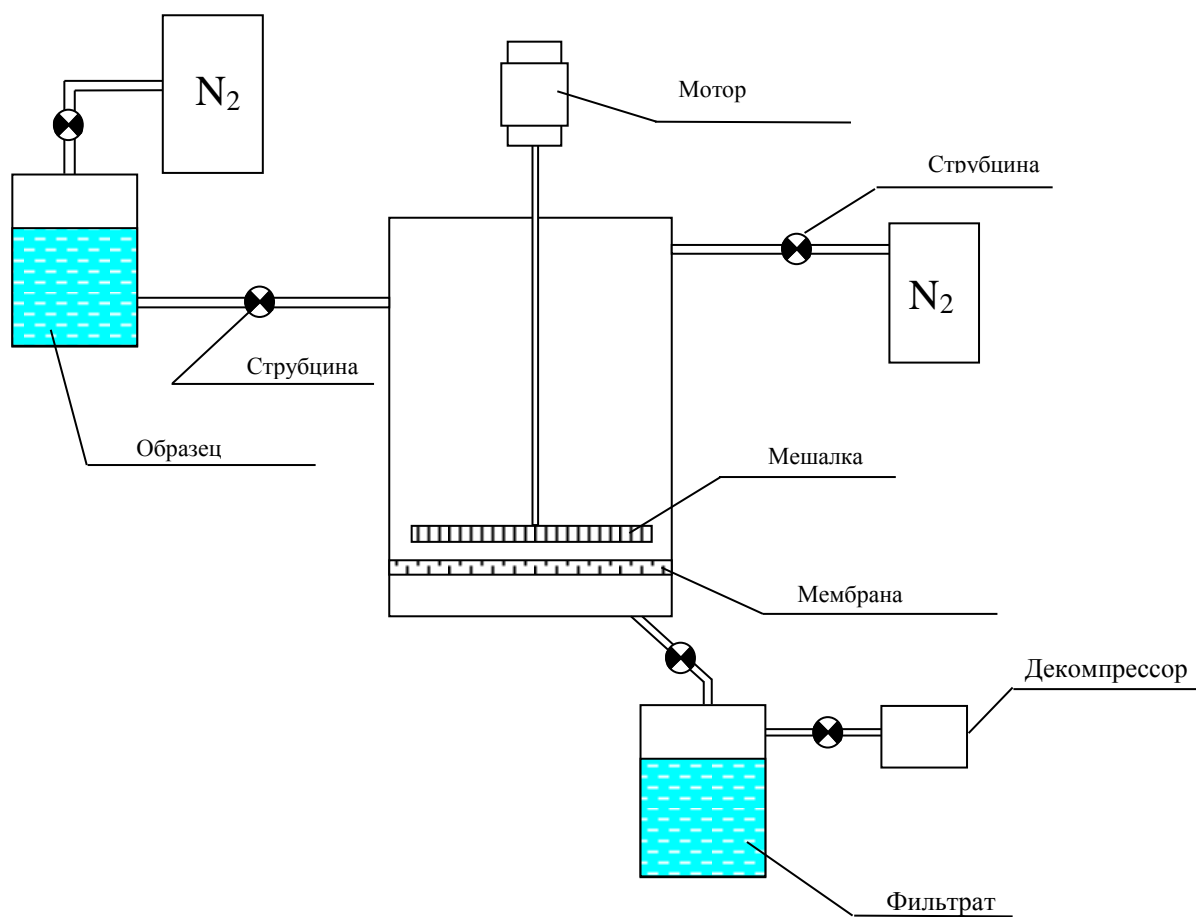 N₂
Мотор
Струбцина
N₂
Струбцина
Образец
Мешалка
Мембрана
Декомпрессор
Фильтрат